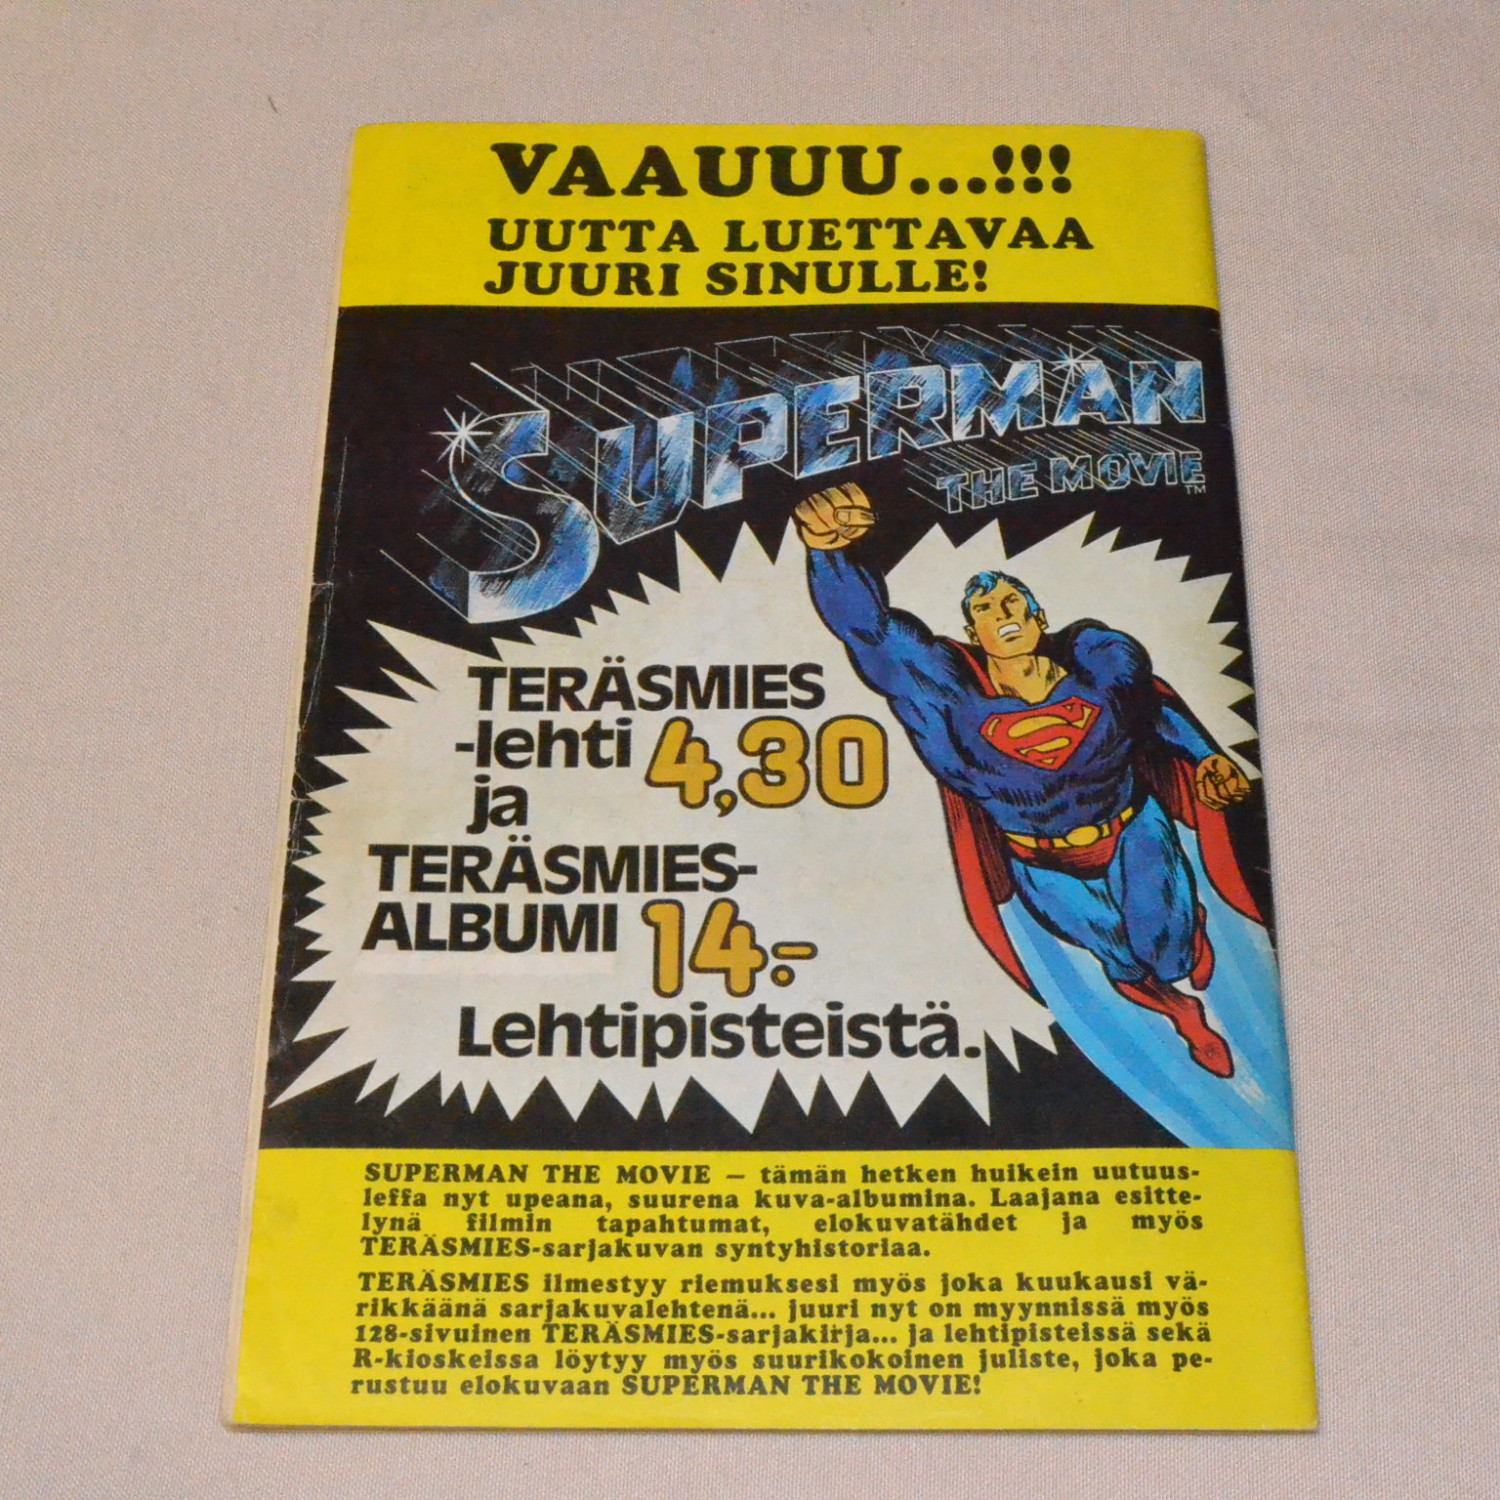 VAAUUU...!!!
UUTTA LUETTAVAA
JUURI SINULLE!
SUPERMAN
THE MOVIE
TM
S
TERÄSMIES
-lehti 4,30
ja
TERÄSMIES-
ALBUMI 14:-
Lehtipisteistä.
SUPERMAN THE MOVIE – tämän hetken huikein uutuus-
leffa nyt upeana, suurena kuva-albumina. Laajana esitte-
lynä filmin tapahtumat, elokuvatähdet ja myös
TERÄSMIES-sarjakuvan syntyhistoriaa.
TERÄSMIES ilmestyy riemuksesi myös joka kuukausi vä-
rikkäänä sarjakuvalehtenä... juuri nyt on myynnissä myös
128-sivuinen TERÄSMIES-sarjakirja... ja lehtipisteissä sekä
R-kioskeissa löytyy myös suurikokoinen juliste, joka pe-
rustuu elokuvaan SUPERMAN THE MOVIE!